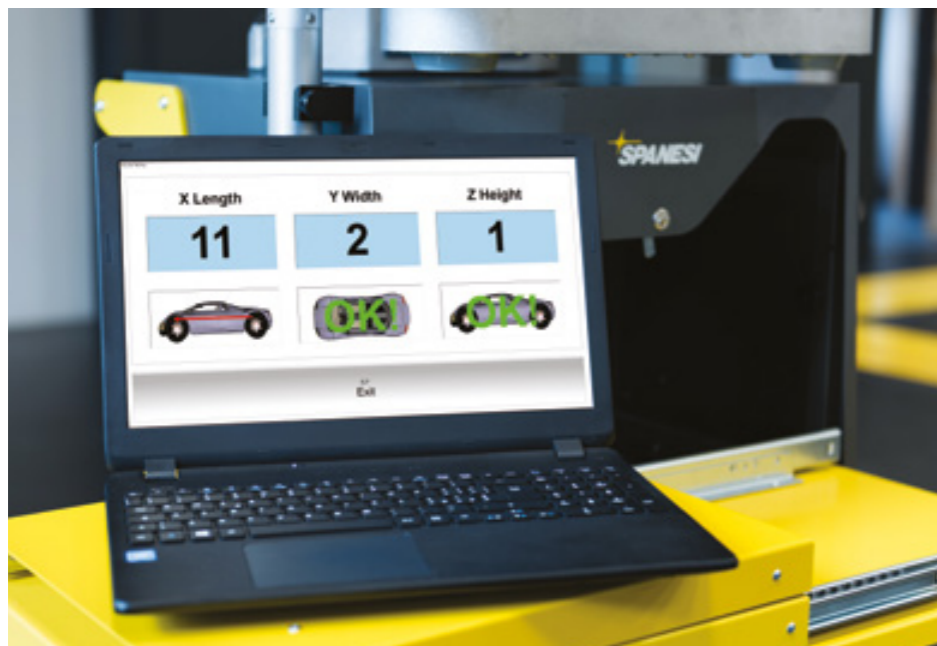 SPANESI
X Length
Y Width
Z Height
11
2
1
OK!
OK!
Exit